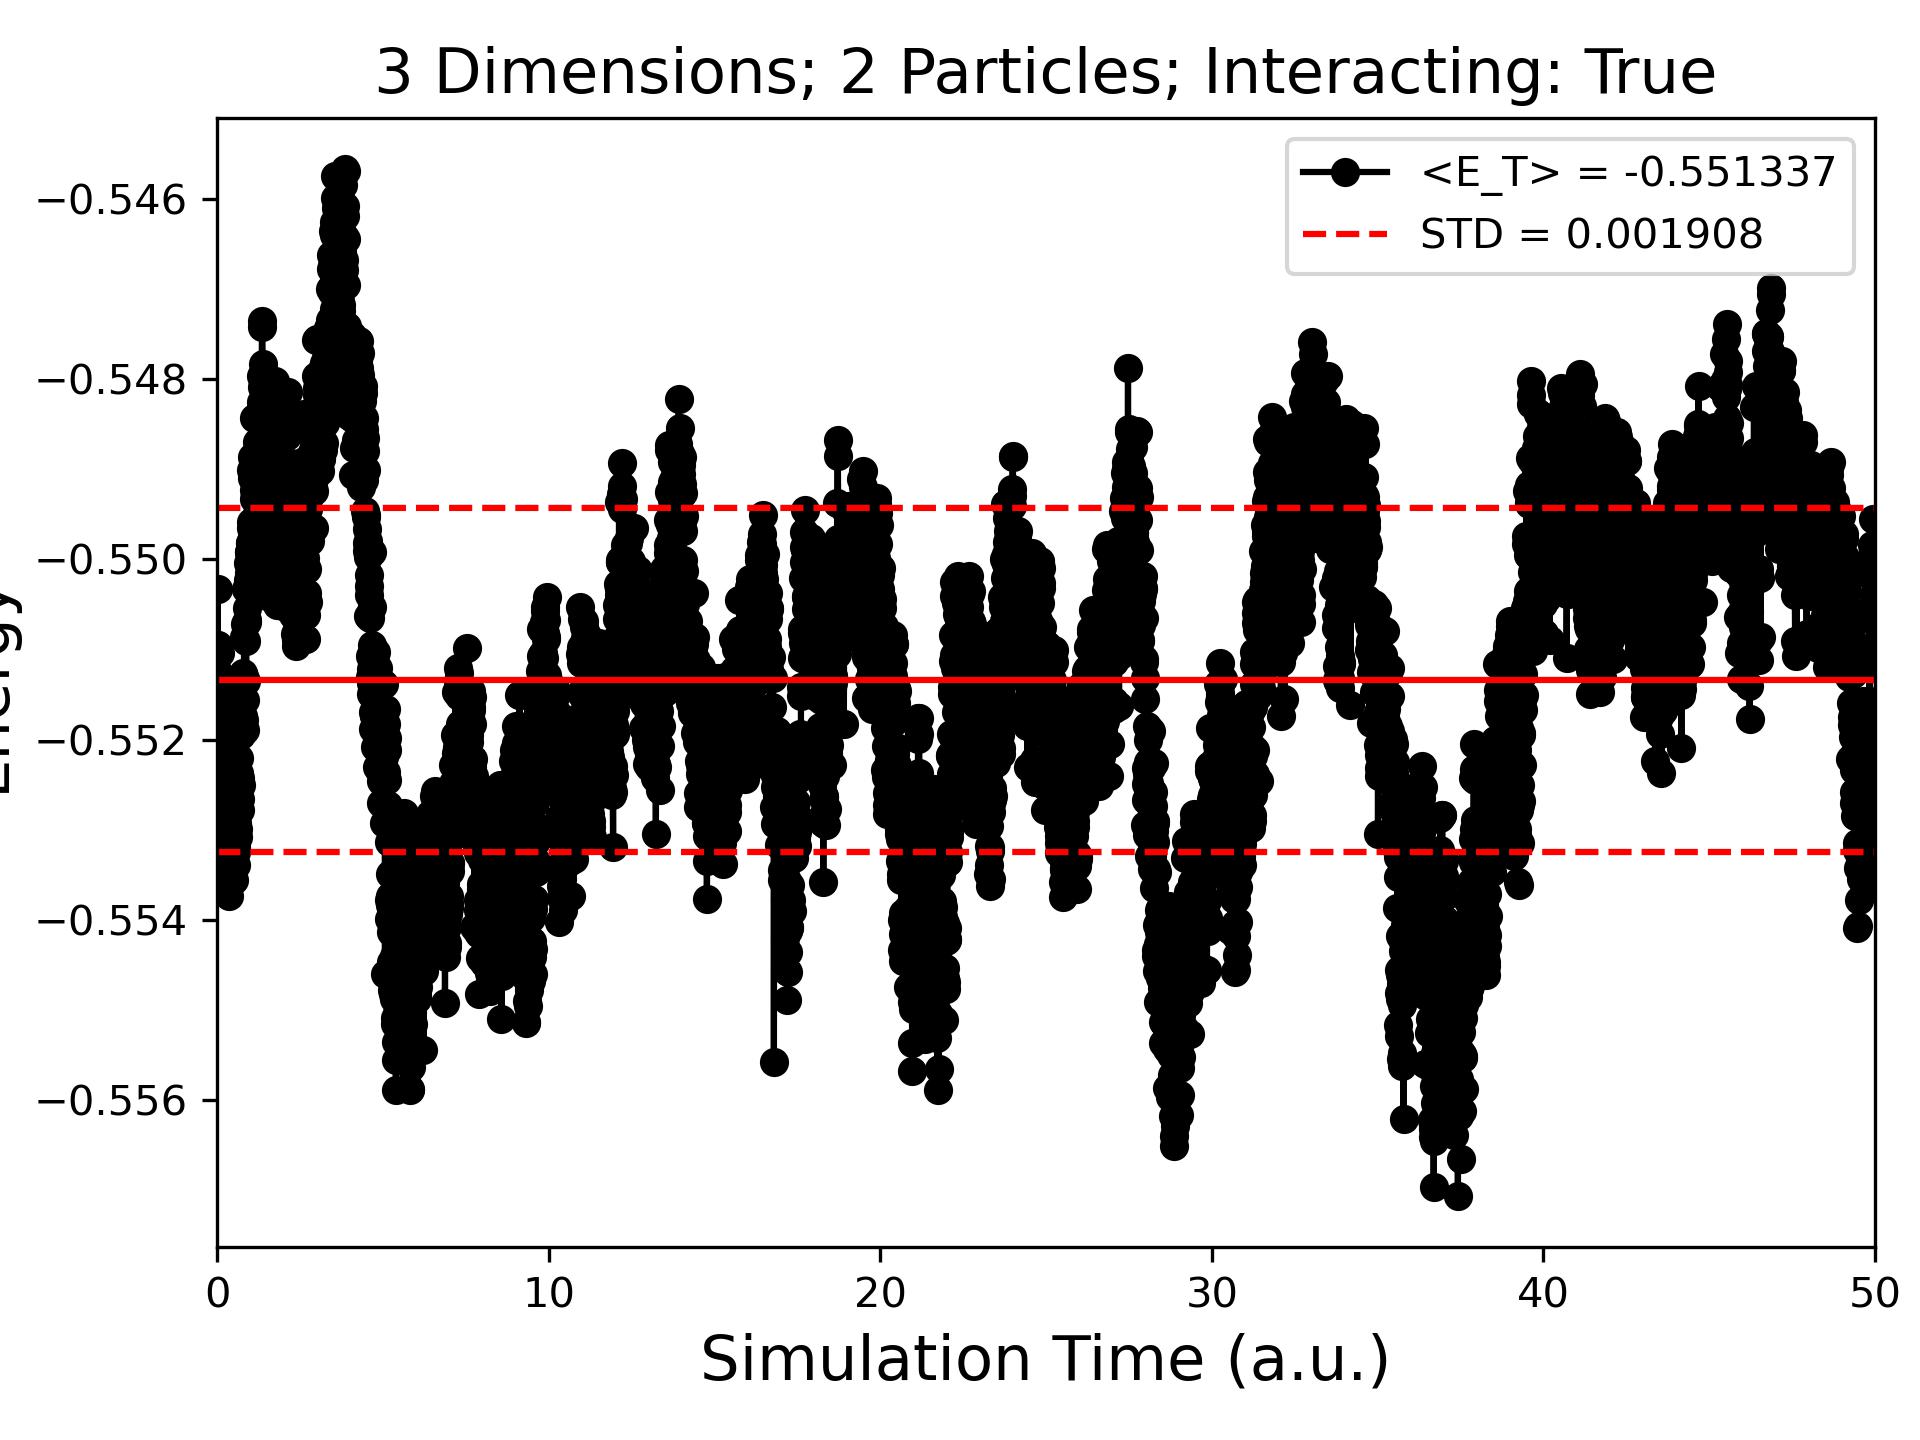 3 Dimensions; 2 Particles; Interacting: True
<E_T> = -0.551337
STD = 0.001908
−0.546
−0.548
−0.550
−0.552
−0.554
−0.556
Energy
0 10 20 30 40 50
Simulation Time (a.u.)